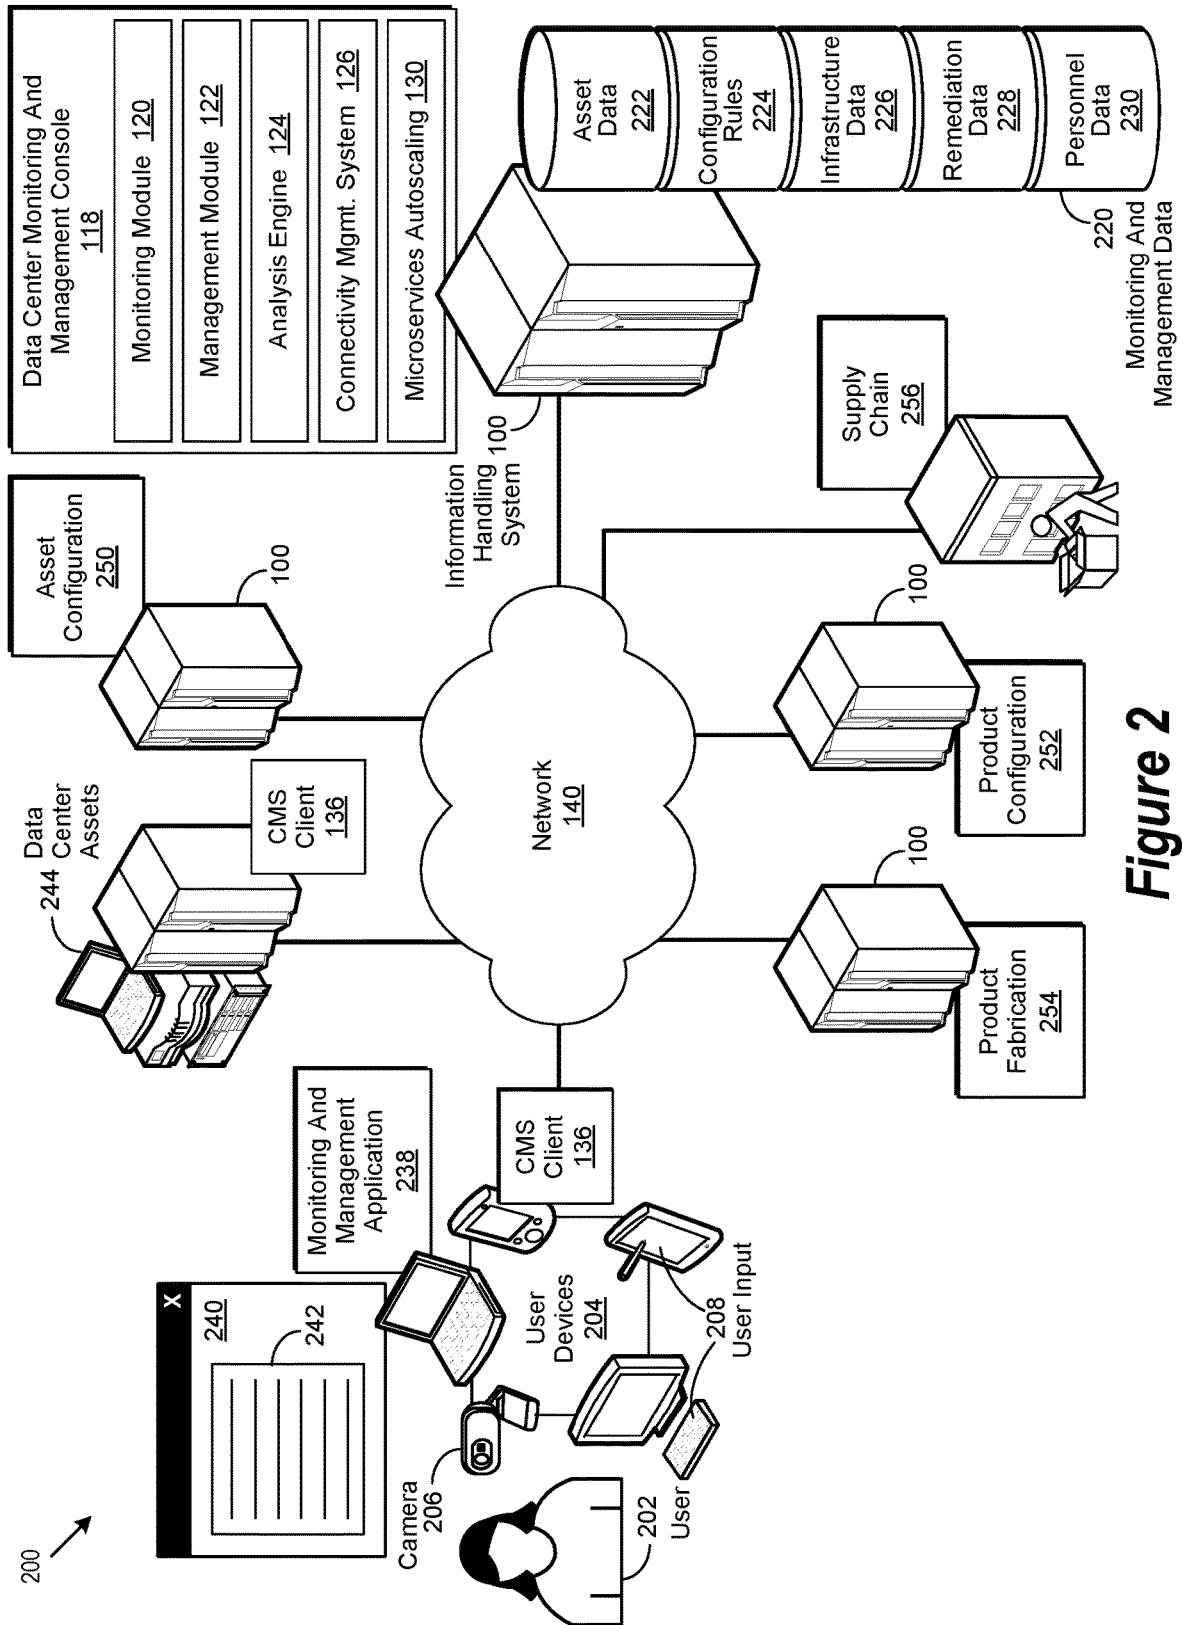 200
X
240
242
Monitoring And
Management
Application
238
Camera
206
202
User
User
Devices
204
208
User Input
CMS
Client
136
244
Data
Center
Assets
CMS
Client
136
Asset
Configuration
250
100
Data Center Monitoring And
Management Console
118
Monitoring Module 120
Management Module 122
Analysis Engine 124
Connectivity Mgmt. System 126
Microservices Autoscaling 130
Information
Handling
System
100
Network
140
Asset
Data
222
Configuration
Rules
224
Infrastructure
Data
226
Remediation
Data
228
Personnel
Data
230
220
Monitoring And
Management Data
Supply
Chain
256
100
Product
Configuration
252
100
Product
Fabrication
254
Figure 2